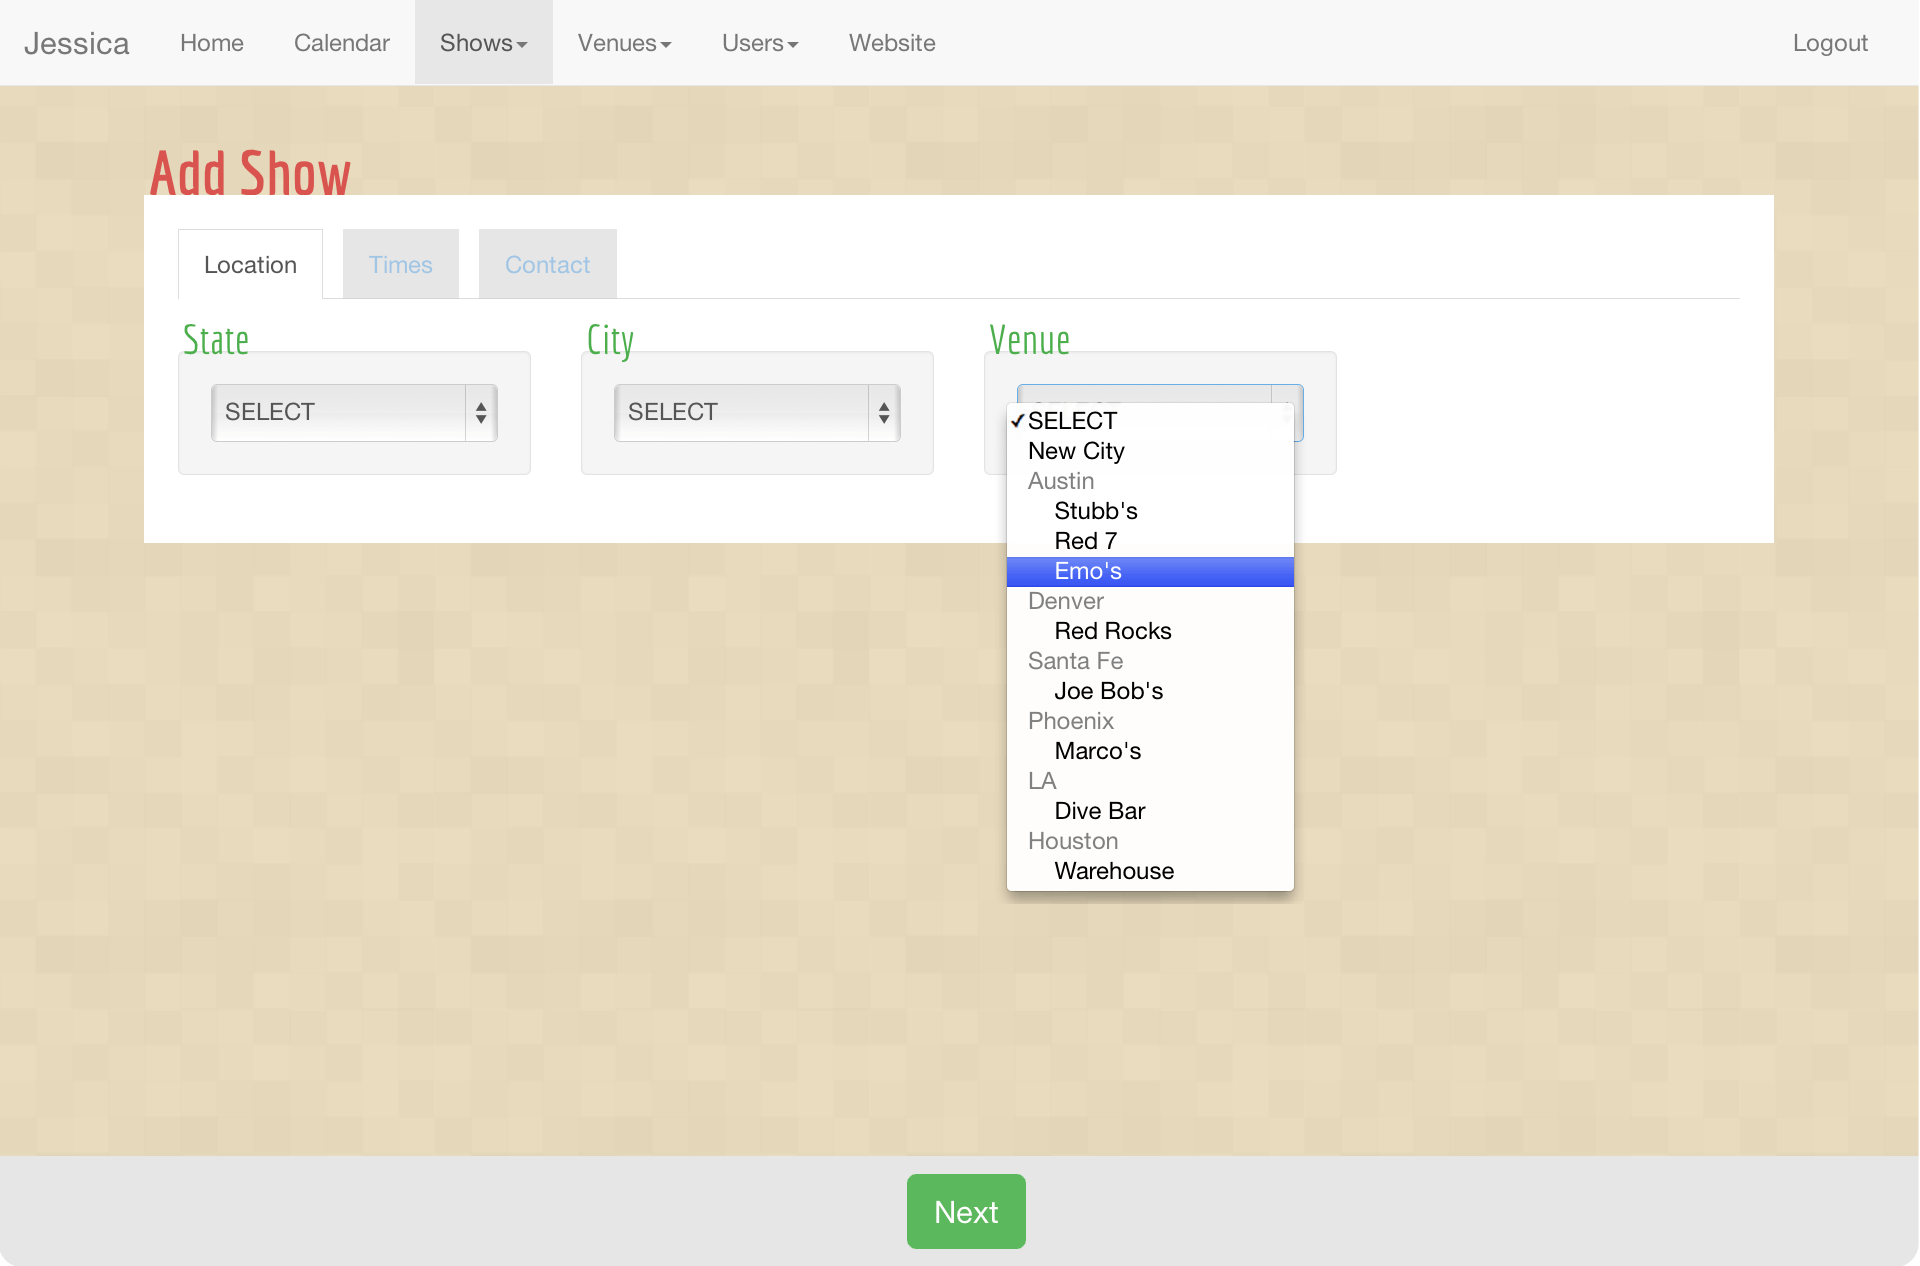 Jessica Home Calendar Shows Venues Users Website Logout
Add Show
Location Times Contact
State City Venue
SELECT SELECT
SELECT
New City
Austin
Stubb's
Red 7
Emo's
Denver
Red Rocks
Santa Fe
Joe Bob's
Phoenix
Marco's
LA
Dive Bar
Houston
Warehouse
Next